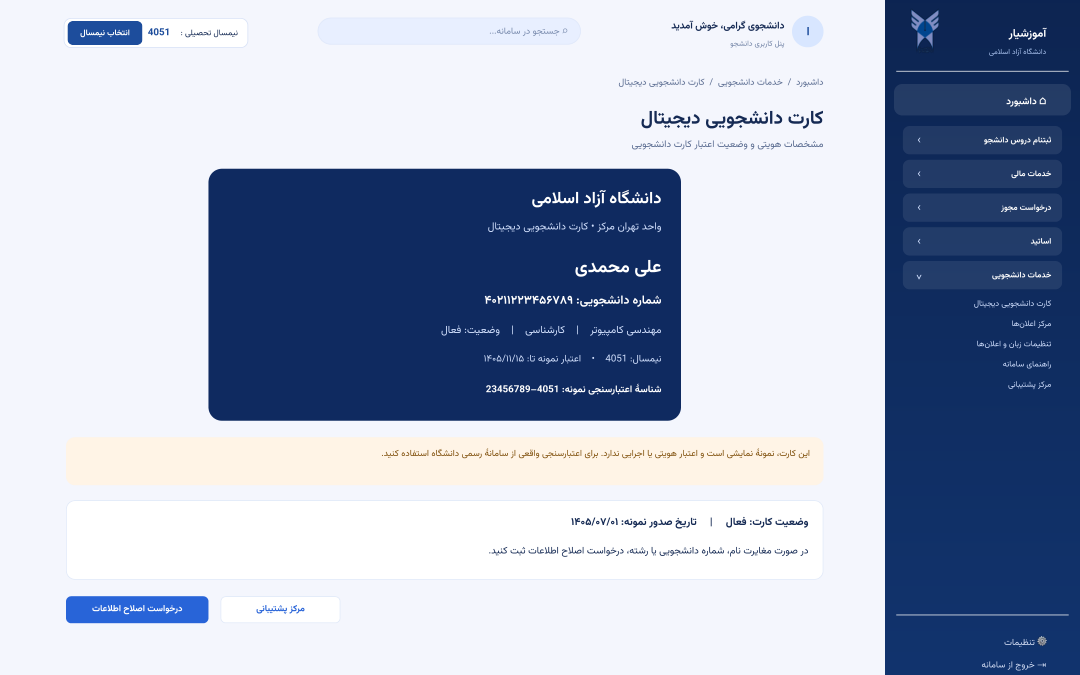 آموزشیار
دانشگاه آزاد اسلامی
داشبورد
ثبتنام دروس دانشجو
خدمات مالی
درخواست مجوز
اساتید
خدمات دانشجویی
کارت دانشجویی دیجیتال
مرکز اعلان‌ها
تنظیمات زبان و اعلان‌ها
راهنمای سامانه
مرکز پشتیبانی
تنظیمات
خروج از سامانه
ا
دانشجوی گرامی، خوش آمدید
پنل کاربری دانشجو
جستجو در سامانه...
نیمسال تحصیلی : 4051 انتخاب نیمسال
داشبورد / خدمات دانشجویی / کارت دانشجویی دیجیتال
کارت دانشجویی دیجیتال
مشخصات هویتی و وضعیت اعتبار کارت دانشجویی
دانشگاه آزاد اسلامی
واحد تهران مرکز • کارت دانشجویی دیجیتال
علی محمدی
شماره دانشجویی: ۴۰۲۱۱۲۲۳۴۵۶۷۸۹
مهندسی کامپیوتر | کارشناسی | وضعیت: فعال
نیمسال: 4051 • اعتبار نمونه تا: ۱۴۰۵/۱۱/۱۵
شناسهٔ اعتبارسنجی نمونه: 4051–23456789
این کارت، نمونهٔ نمایشی است و اعتبار هویتی یا اجرایی ندارد. برای اعتبارسنجی واقعی از سامانهٔ رسمی دانشگاه استفاده کنید.
وضعیت کارت: فعال | تاریخ صدور نمونه: ۱۴۰۵/۰۷/۰۱
در صورت مغایرت نام، شماره دانشجویی یا رشته، درخواست اصلاح اطلاعات ثبت کنید.
مرکز پشتیبانی
درخواست اصلاح اطلاعات